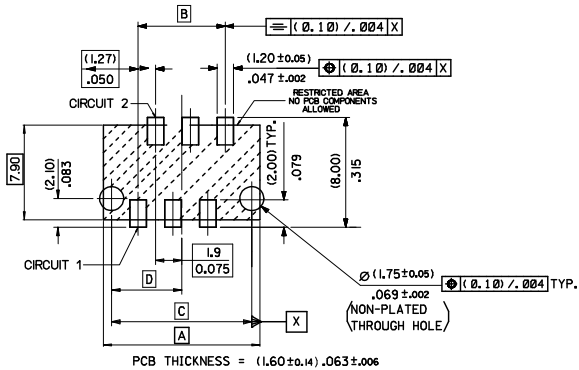 B
⌯ (0.10)/.004 X
(1.27)
.050
(1.20 ±0.05)
.047 ±.002
⌖ (0.10)/.004 X
CIRCUIT 2
RESTRICTED AREA
NO PCB COMPONENTS
ALLOWED
7.90
(2.10)
.083
(2.00) TYP.
.079
(8.00)
.315
CIRCUIT 1
1.9
0.075
D
Ø (1.75±0.05)
.069 ±.002
⌖ (0.10)/.004 TYP.
(NON-PLATED
THROUGH HOLE)
C
X
A
PCB THICKNESS = (1.60±0.14).063±.006